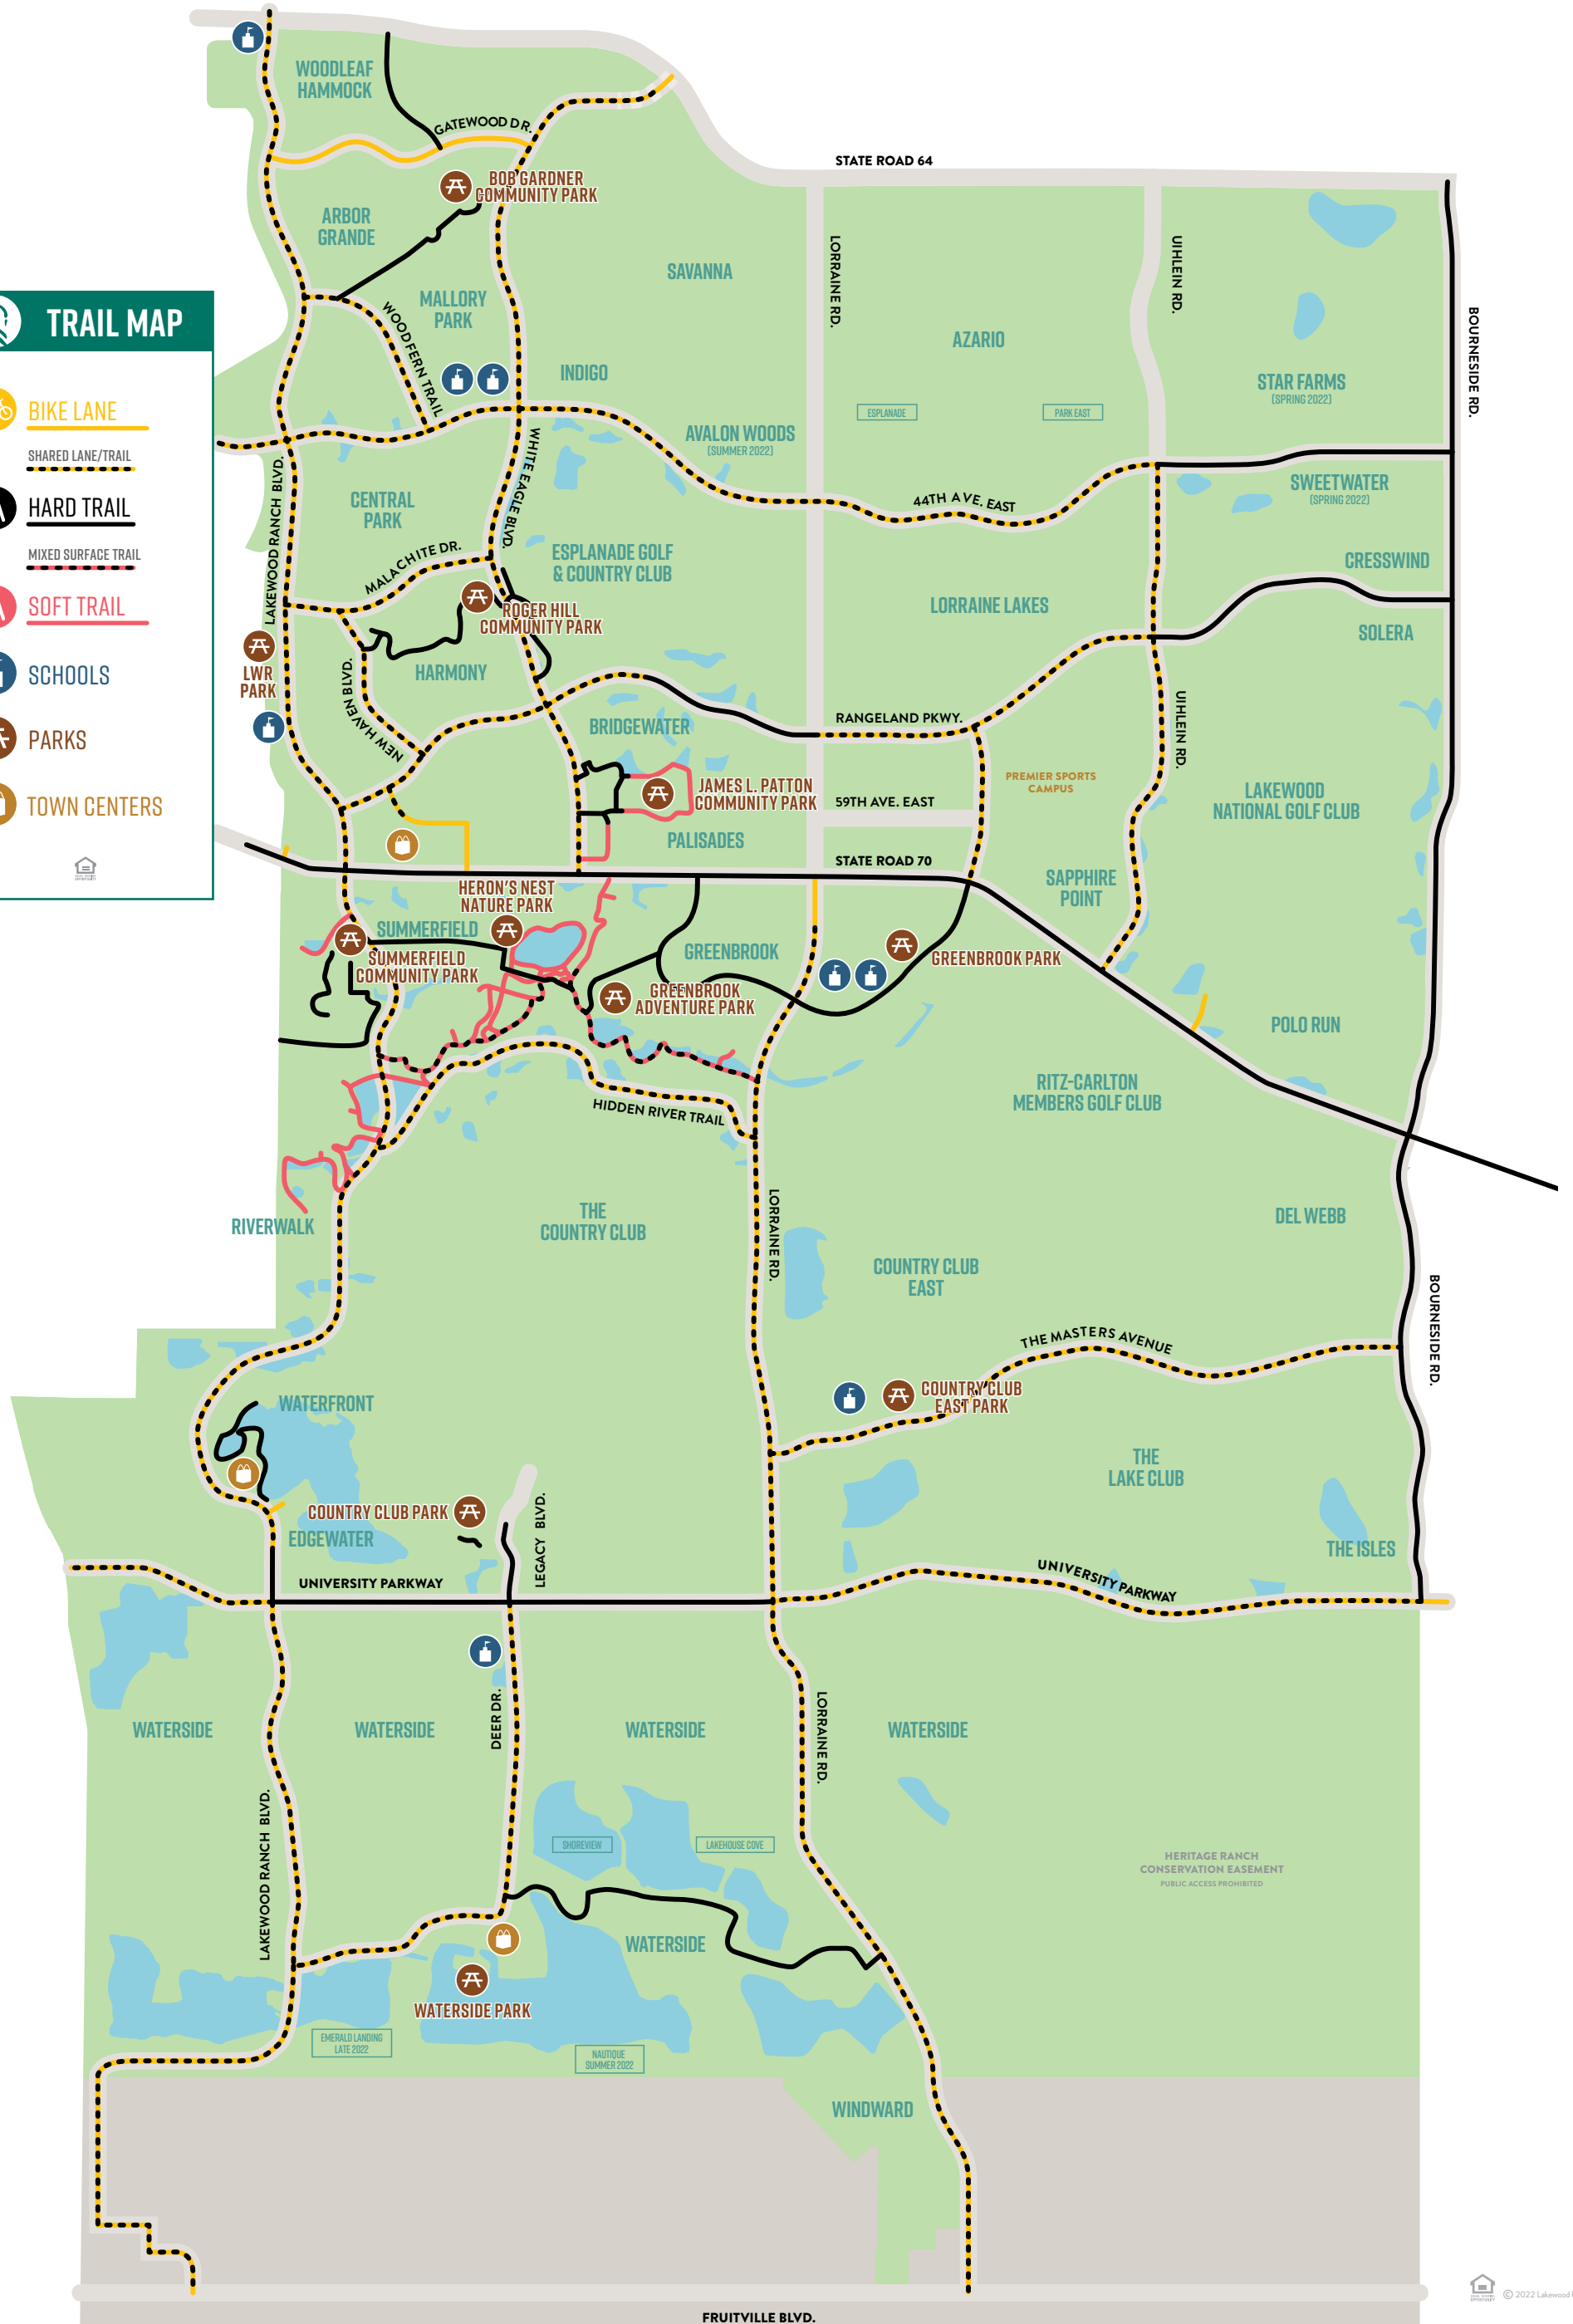 TRAIL MAP
BIKE LANE
SHARED LANE/TRAIL
HARD TRAIL
MIXED SURFACE TRAIL
SOFT TRAIL
SCHOOLS
PARKS
TOWN CENTERS
WOODLEAF
HAMMOCK
GATEWOOD DR.
BOB GARDNER
COMMUNITY PARK
STATE ROAD 64
ARBOR
GRANDE
SAVANNA
LORRAINE RD.
UIHLEIN RD.
MALLORY
PARK
WOODFERN TRAIL
BOURNESIDE RD.
AZARIO
INDIGO
STAR FARMS
(SPRING 2022)
ESPLANADE
PARK EAST
AVALON WOODS
(SUMMER 2022)
WHITE EAGLE BLVD.
LAKEWOOD RANCH BLVD.
CENTRAL
PARK
44TH AVE. EAST
SWEETWATER
(SPRING 2022)
MALACHITE DR.
ESPLANADE GOLF
& COUNTRY CLUB
CRESSWIND
ROGER HILL
COMMUNITY PARK
LORRAINE LAKES
SOLERA
LWR
PARK
HARMONY
NEW HAVEN BLVD.
BRIDGEWATER
RANGELAND PKWY.
UIHLEIN RD.
JAMES L. PATTON
COMMUNITY PARK
PREMIER SPORTS
CAMPUS
LAKEWOOD
NATIONAL GOLF CLUB
59TH AVE. EAST
PALISADES
STATE ROAD 70
HERON'S NEST
NATURE PARK
SAPPHIRE
POINT
SUMMERFIELD
SUMMERFIELD
COMMUNITY PARK
GREENBROOK
GREENBROOK PARK
GREENBROOK
ADVENTURE PARK
POLO RUN
RITZ-CARLTON
MEMBERS GOLF CLUB
HIDDEN RIVER TRAIL
RIVERWALK
THE
COUNTRY CLUB
LORRAINE RD.
DEL WEBB
COUNTRY CLUB
EAST
BOURNESIDE RD.
THE MASTERS AVENUE
COUNTRY CLUB
EAST PARK
WATERFRONT
THE
LAKE CLUB
COUNTRY CLUB PARK
LEGACY BLVD.
EDGEWATER
THE ISLES
UNIVERSITY PARKWAY
UNIVERSITY PARKWAY
DEER DR.
LORRAINE RD.
WATERSIDE
WATERSIDE
WATERSIDE
WATERSIDE
LAKEWOOD RANCH BLVD.
SHOREVIEW
LAKEHOUSE COVE
HERITAGE RANCH
CONSERVATION EASEMENT
PUBLIC ACCESS PROHIBITED
WATERSIDE
WATERSIDE PARK
EMERALD LANDING
LATE 2022
NAUTIQUE
SUMMER 2022
WINDWARD
© 2022 Lakewood
FRUITVILLE BLVD.